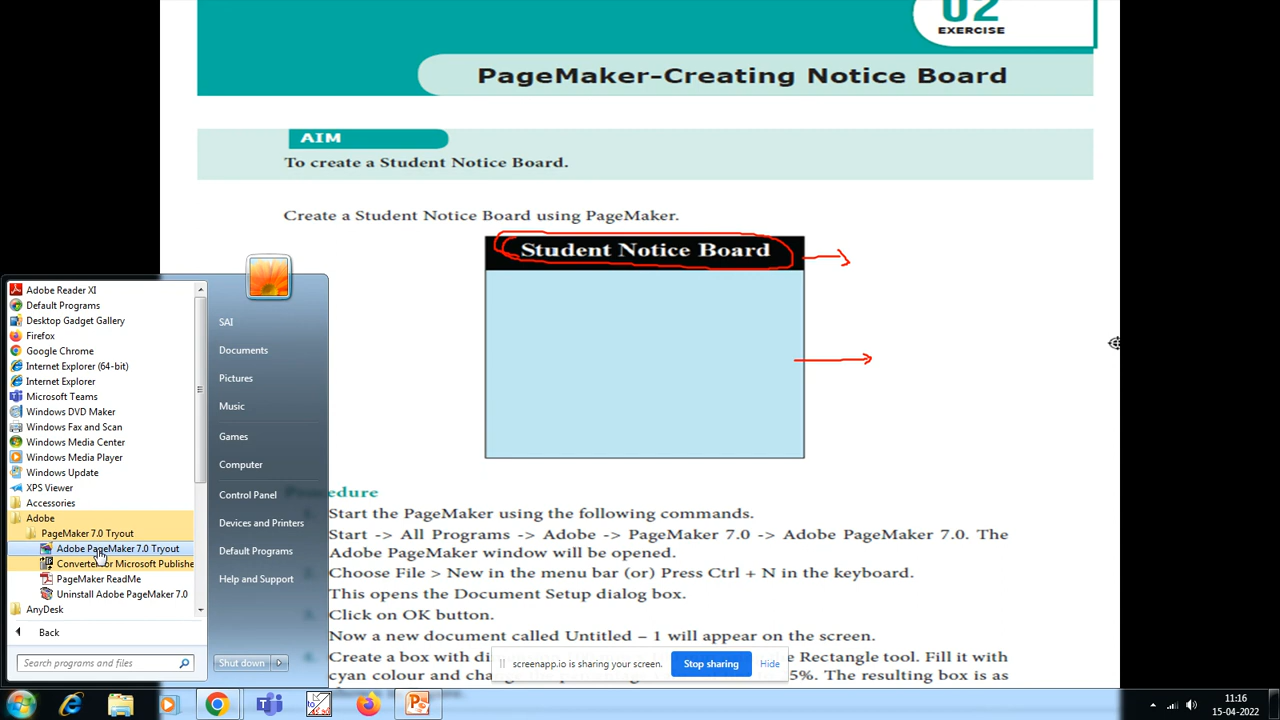 02
EXERCISE
PageMaker-Creating Notice Board
AIM
To create a Student Notice Board.
Create a Student Notice Board using PageMaker.
Student Notice Board
Adobe Reader XI
Default Programs
Desktop Gadget Gallery
Firefox
Google Chrome
Internet Explorer (64-bit)
Internet Explorer
Microsoft Teams
Windows DVD Maker
Windows Fax and Scan
Windows Media Center
Windows Media Player
Windows Update
XPS Viewer
Accessories
Adobe
PageMaker 7.0 Tryout
Adobe PageMaker 7.0 Tryout
Converter for Microsoft Publishe
PageMaker ReadMe
Uninstall Adobe PageMaker 7.0
AnyDesk
Back
Search programs and files
SAI
Documents
Pictures
Music
Games
Computer
Control Panel
Devices and Printers
Default Programs
Help and Support
Shut down
Procedure
Start the PageMaker using the following commands.
Start -> All Programs -> Adobe -> PageMaker 7.0 -> Adobe PageMaker 7.0. The
Adobe PageMaker window will be opened.
Choose File > New in the menu bar (or) Press Ctrl + N in the keyboard.
This opens the Document Setup dialog box.
3. Click on OK button.
Now a new document called Untitled – 1 will appear on the screen.
4. Create a box with di Rectangle tool. Fill it with
cyan colour and chang 5%. The resulting box is as
screenapp.io is sharing your screen.
Stop sharing
Hide
11:16
15-04-2022